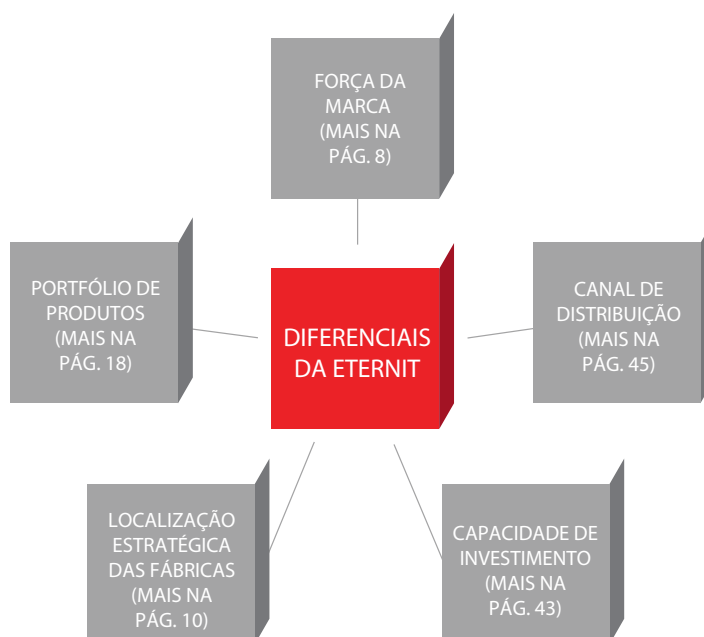 FORÇA DA
MARCA
(MAIS NA
PÁG. 8)
PORTFÓLIO DE
PRODUTOS
(MAIS NA
PÁG. 18)
DIFERENCIAIS
DA ETERNIT
CANAL DE
DISTRIBUIÇÃO
(MAIS NA
PÁG. 45)
LOCALIZAÇÃO
ESTRATÉGICA
DAS FÁBRICAS
(MAIS NA
PÁG. 10)
CAPACIDADE DE
INVESTIMENTO
(MAIS NA
PÁG. 43)